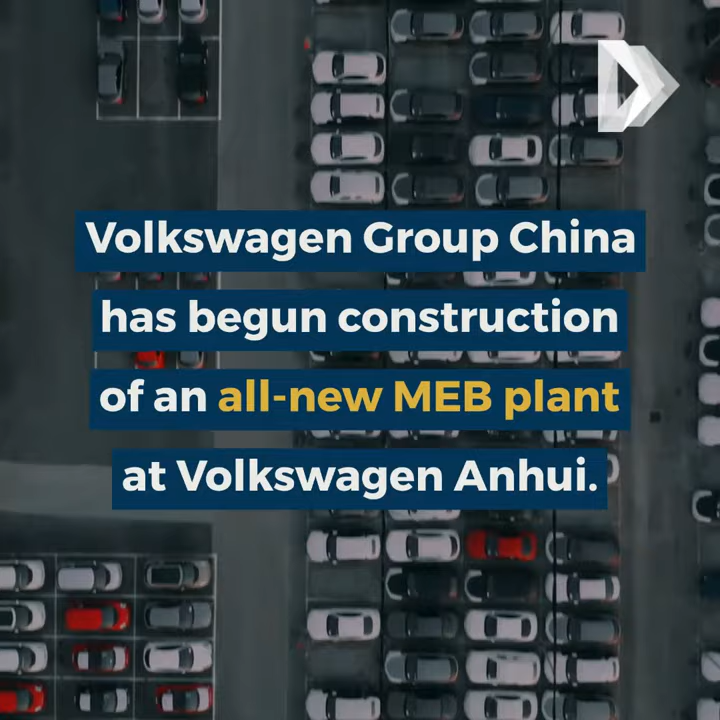 Volkswagen Group China
has begun construction
of an all-new MEB plant
at Volkswagen Anhui.